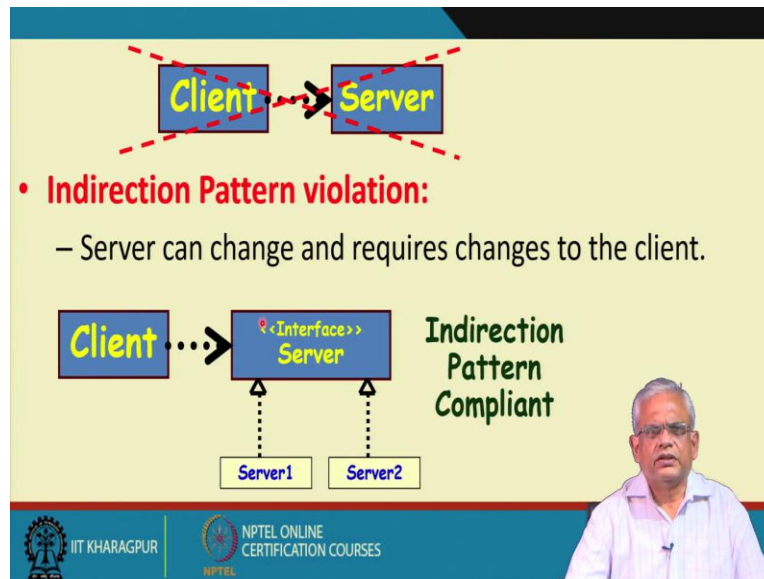 Client
Server
• Indirection Pattern violation:
– Server can change and requires changes to the client.
Client
<<Interface>>
Server
Indirection
Pattern
Compliant
Server1
Server2
IIT KHARAGPUR
NPTEL
NPTEL ONLINE
CERTIFICATION COURSES